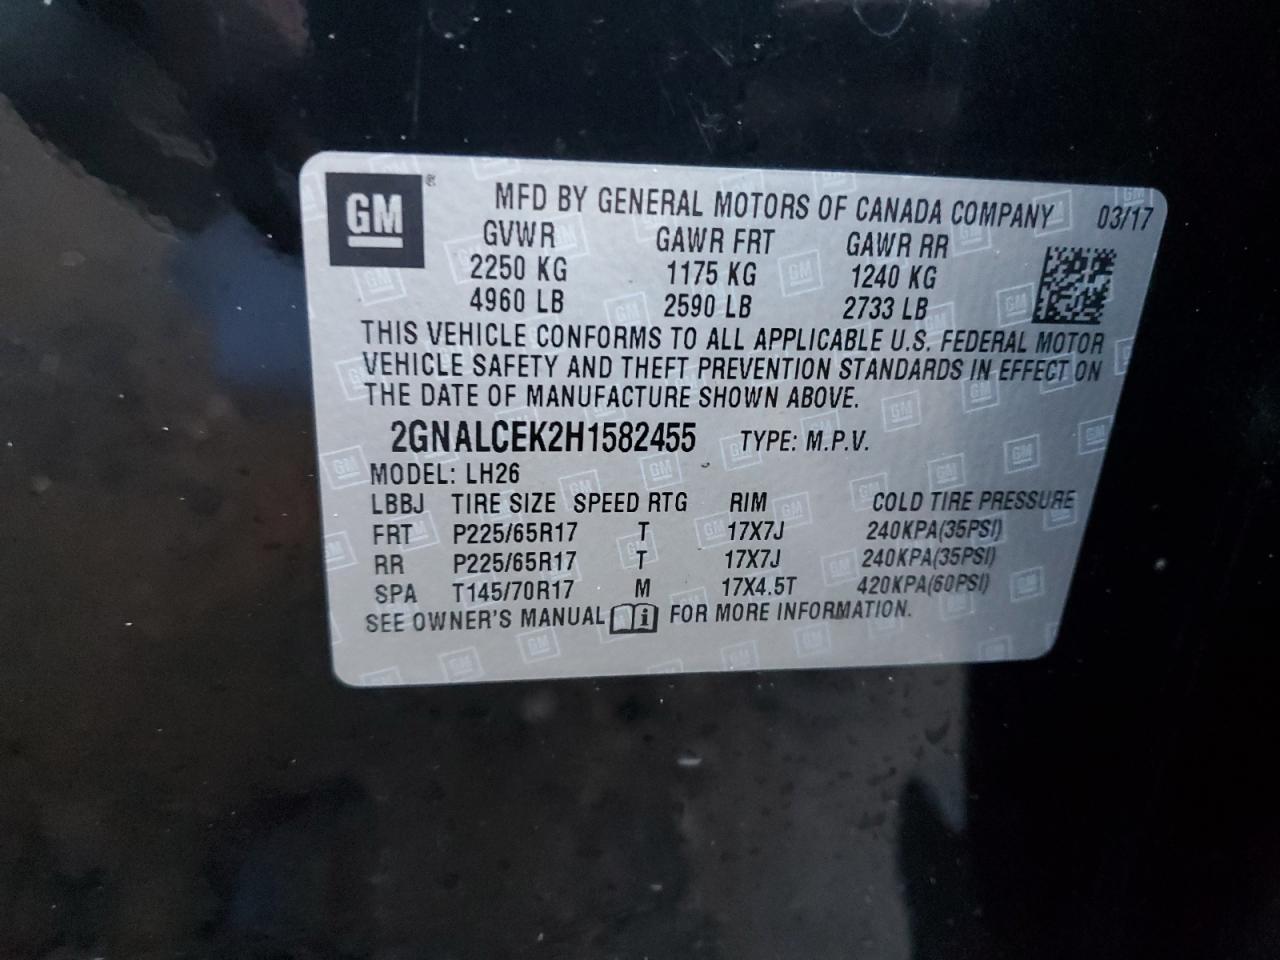 GM ® MFD BY GENERAL MOTORS OF CANADA COMPANY 03/17
GVWR GAWR FRT GAWR RR
2250 KG 1175 KG 1240 KG
4960 LB 2590 LB 2733 LB
THIS VEHICLE CONFORMS TO ALL APPLICABLE U.S. FEDERAL MOTOR
VEHICLE SAFETY AND THEFT PREVENTION STANDARDS IN EFFECT ON
THE DATE OF MANUFACTURE SHOWN ABOVE.
2GNALCEK2H1582455 TYPE: M.P.V.
MODEL: LH26
LBBJ TIRE SIZE SPEED RTG RIM COLD TIRE PRESSURE
FRT P225/65R17 T 17X7J 240KPA(35PSI)
RR P225/65R17 T 17X7J 240KPA(35PSI)
SPA T145/70R17 M 17X4.5T 420KPA(60PSI)
SEE OWNER'S MANUAL i FOR MORE INFORMATION.